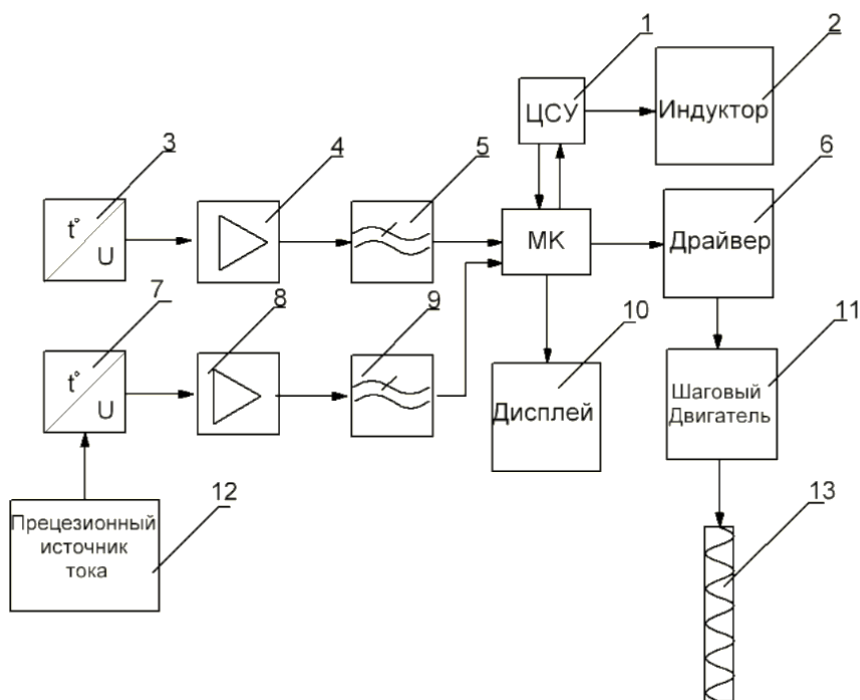 1
2
ЦСУ
Индуктор
3
4
5
6
t°
U
МК
Драйвер
7
8
9
10
11
t°
U
Дисплей
Шаговый
Двигатель
12
13
Прецезионный
источник
тока